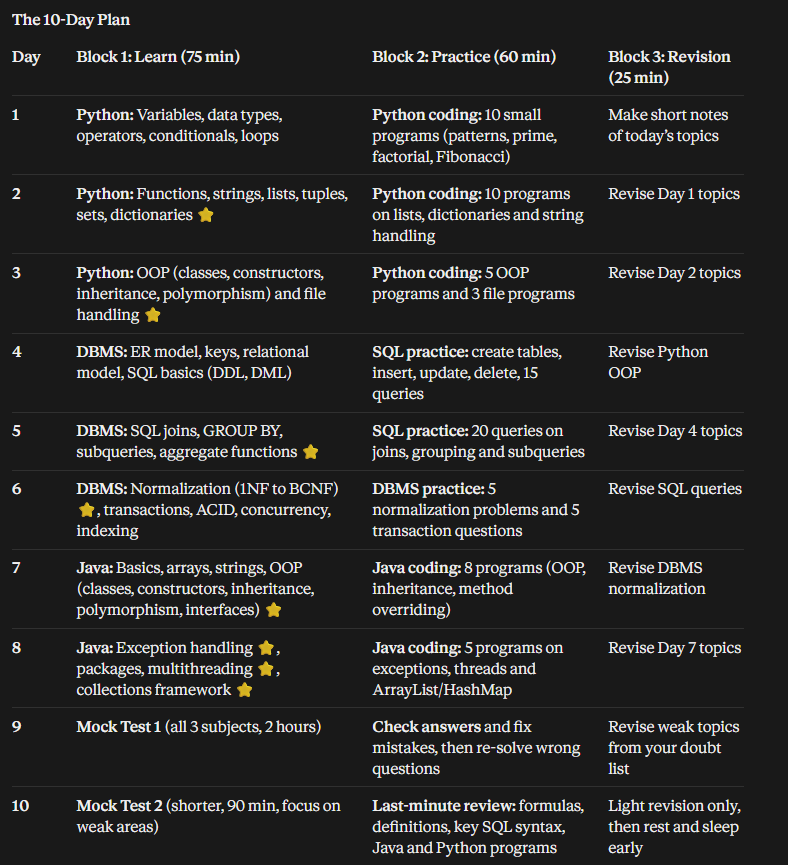 The 10-Day Plan
Day Block 1: Learn (75 min) Block 2: Practice (60 min) Block 3: Revision
(25 min)
1 Python: Variables, data types, Python coding: 10 small Make short notes
operators, conditionals, loops programs (patterns, prime, of today's topics
factorial, Fibonacci)
2 Python: Functions, strings, lists, tuples, Python coding: 10 programs Revise Day 1 topics
sets, dictionaries ⭐ on lists, dictionaries and string
handling
3 Python: OOP (classes, constructors, Python coding: 5 OOP Revise Day 2 topics
inheritance, polymorphism) and file programs and 3 file programs
handling ⭐
4 DBMS: ER model, keys, relational SQL practice: create tables, Revise Python
model, SQL basics (DDL, DML) insert, update, delete, 15 OOP
queries
5 DBMS: SQL joins, GROUP BY, SQL practice: 20 queries on Revise Day 4 topics
subqueries, aggregate functions ⭐ joins, grouping and subqueries
6 DBMS: Normalization (1NF to BCNF) DBMS practice: 5 Revise SQL queries
⭐, transactions, ACID, concurrency, normalization problems and 5
indexing transaction questions
7 Java: Basics, arrays, strings, OOP Java coding: 8 programs (OOP, Revise DBMS
(classes, constructors, inheritance, inheritance, method normalization
polymorphism, interfaces) ⭐ overriding)
8 Java: Exception handling ⭐, Java coding: 5 programs on Revise Day 7 topics
packages, multithreading ⭐, exceptions, threads and
collections framework ⭐ ArrayList/HashMap
9 Mock Test 1 (all 3 subjects, 2 hours) Check answers and fix Revise weak topics
mistakes, then re-solve wrong from your doubt
questions list
10 Mock Test 2 (shorter, 90 min, focus on Last-minute review: formulas, Light revision only,
weak areas) definitions, key SQL syntax, then rest and sleep
Java and Python programs early